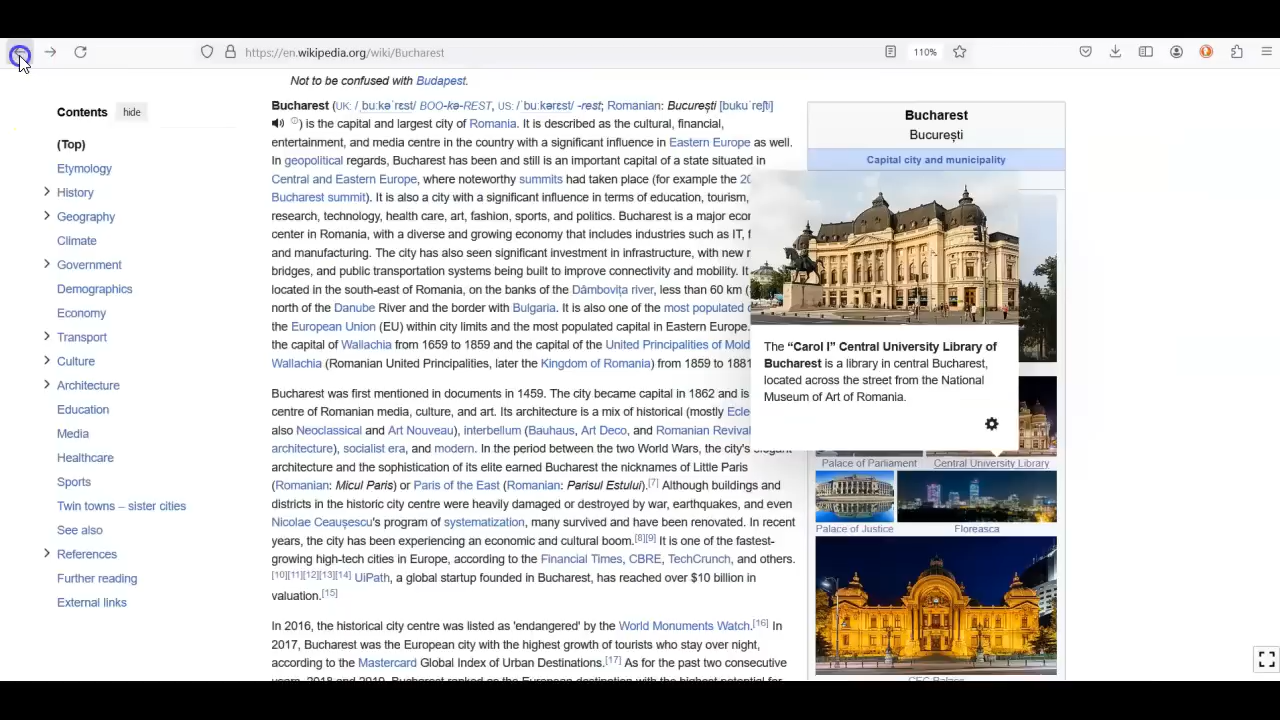 https://en.wikipedia.org/wiki/Bucharest
110%
Not to be confused with Budapest.
Contents
hide
(Top)
Etymology
History
Geography
Climate
Government
Demographics
Economy
Transport
Culture
Architecture
Education
Media
Healthcare
Sports
Twin towns – sister cities
See also
References
Further reading
External links
Bucharest (UK: /ˌbuːkəˈrɛst/ BOO-kə-REST, US: /ˈbuːkərɛst/ -rest; Romanian: București [bukuˈreʃtʲ]
ⓘ) is the capital and largest city of Romania. It is described as the cultural, financial,
entertainment, and media centre in the country with a significant influence in Eastern Europe as well.
In geopolitical regards, Bucharest has been and still is an important capital of a state situated in
Central and Eastern Europe, where noteworthy summits had taken place (for example the 20
Bucharest summit). It is also a city with a significant influence in terms of education, tourism,
research, technology, health care, art, fashion, sports, and politics. Bucharest is a major econ
center in Romania, with a diverse and growing economy that includes industries such as IT, f
and manufacturing. The city has also seen significant investment in infrastructure, with new r
bridges, and public transportation systems being built to improve connectivity and mobility. It
located in the south-east of Romania, on the banks of the Dâmbovița river, less than 60 km (
north of the Danube River and the border with Bulgaria. It is also one of the most populated c
the European Union (EU) within city limits and the most populated capital in Eastern Europe.
the capital of Wallachia from 1659 to 1859 and the capital of the United Principalities of Mold
Wallachia (Romanian United Principalities, later the Kingdom of Romania) from 1859 to 1881
Bucharest was first mentioned in documents in 1459. The city became capital in 1862 and is
centre of Romanian media, culture, and art. Its architecture is a mix of historical (mostly Ecle
also Neoclassical and Art Nouveau), interbellum (Bauhaus, Art Deco, and Romanian Revival
architecture), socialist era, and modern. In the period between the two World Wars, the city's elegant
architecture and the sophistication of its elite earned Bucharest the nicknames of Little Paris
(Romanian: Micul Paris) or Paris of the East (Romanian: Parisul Estului).[7] Although buildings and
districts in the historic city centre were heavily damaged or destroyed by war, earthquakes, and even
Nicolae Ceaușescu's program of systematization, many survived and have been renovated. In recent
years, the city has been experiencing an economic and cultural boom.[8][9] It is one of the fastest-
growing high-tech cities in Europe, according to the Financial Times, CBRE, TechCrunch, and others.
[10][11][12][13][14] UiPath, a global startup founded in Bucharest, has reached over $10 billion in
valuation.[15]
In 2016, the historical city centre was listed as 'endangered' by the World Monuments Watch.[16] In
2017, Bucharest was the European city with the highest growth of tourists who stay over night,
according to the Mastercard Global Index of Urban Destinations.[17] As for the past two consecutive
years, 2018 and 2019, Bucharest ranked as the European destination with the highest potential for
Bucharest
București
Capital city and municipality
The “Carol I” Central University Library of
Bucharest is a library in central Bucharest,
located across the street from the National
Museum of Art of Romania.
Palace of Parliament
Central University Library
Palace of Justice
Floreasca
CEC Palace